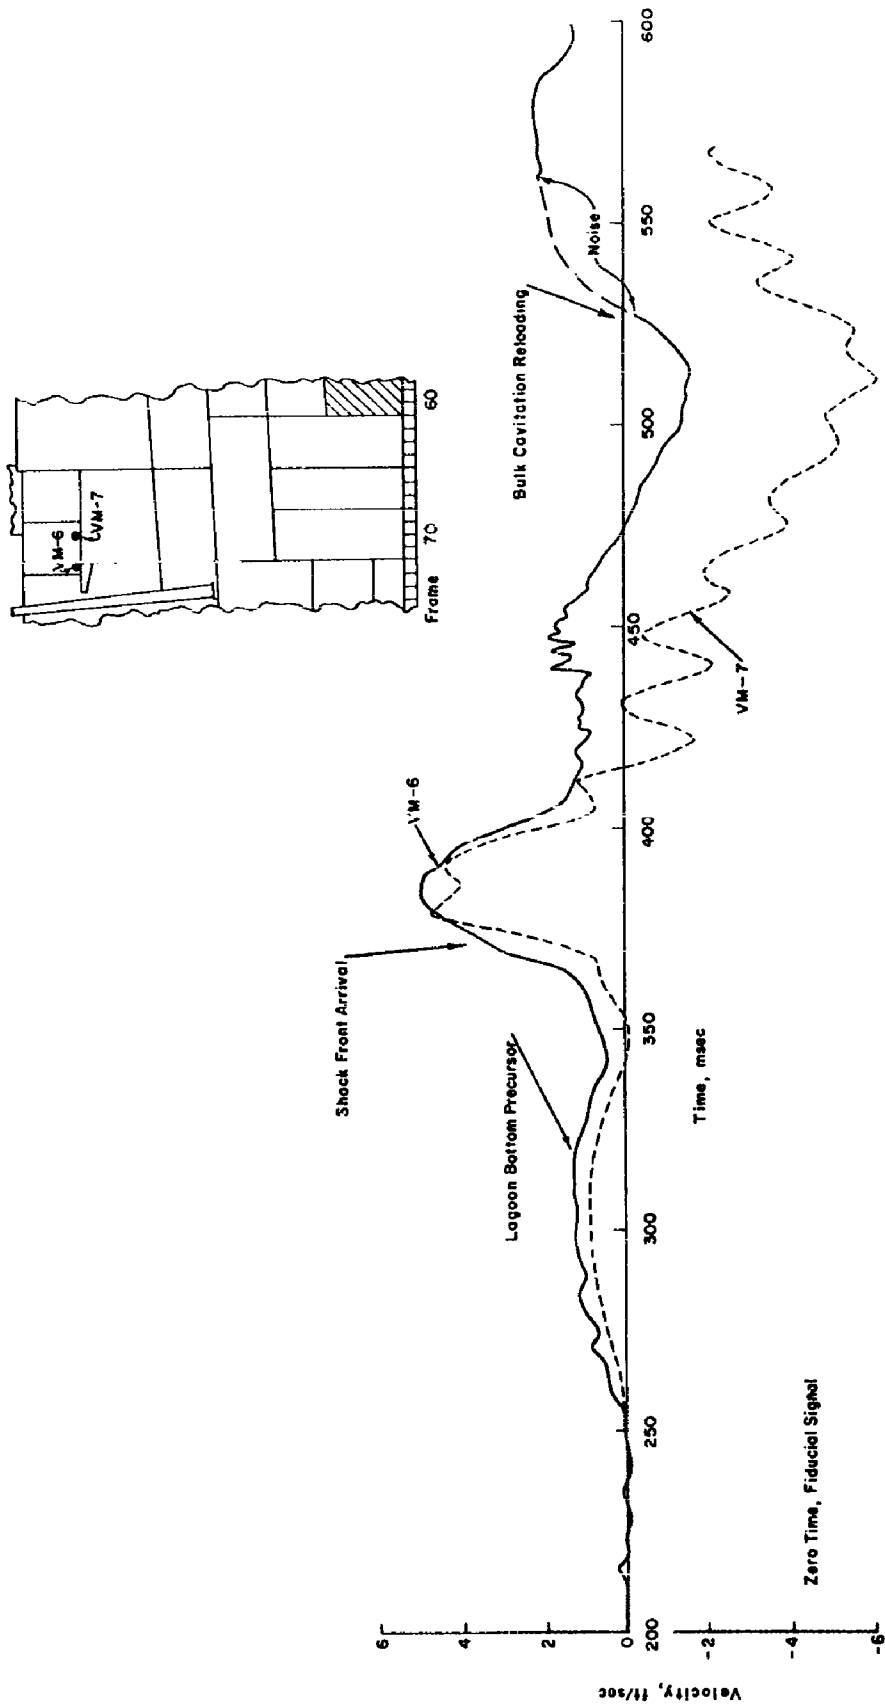 VM-6
VM-7
Frame
70
60
Shock Front Arrival
VM-6
Bulk Cavitation Reloading
Noise
Lagoon Bottom Precursor
VM-7
Velocity, ft/sec
6
4
2
0
-2
-4
-6
200
250
300
350
400
450
500
550
600
Time, msec
Zero Time, Fiducial Signal